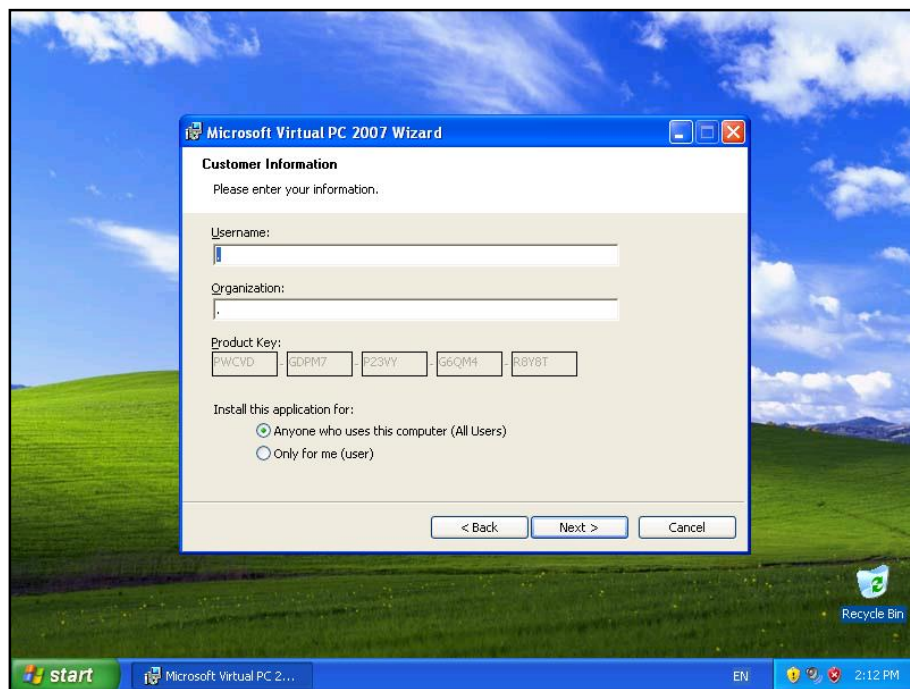 Microsoft Virtual PC 2007 Wizard
Customer Information
Please enter your information.
Username:
.
Organization:
.
Product Key:
PWCVD - GDPM7 - P23VY - G6QM4 - R8Y8T
Install this application for:
Anyone who uses this computer (All Users)
Only for me (user)
< Back Next > Cancel
Recycle Bin
start Microsoft Virtual PC 2... EN 2:12 PM